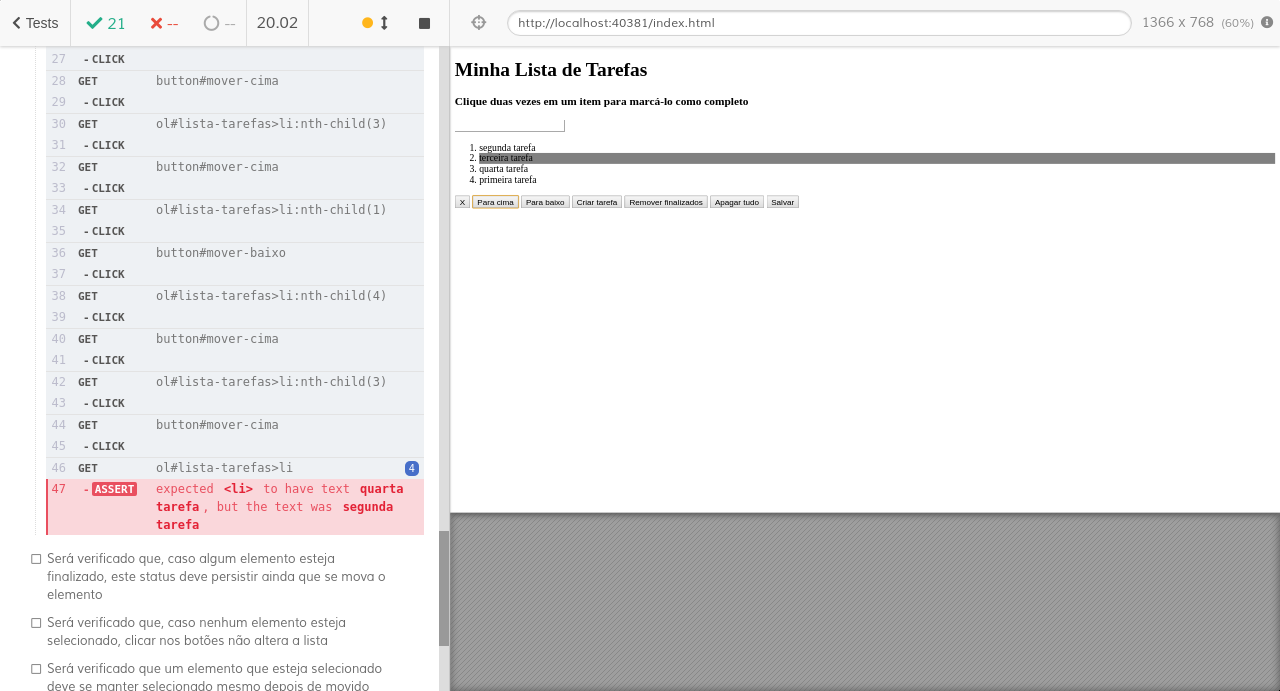 Tests 21 -- -- 20.02
27 -CLICK
28 GET button#mover-cima
29 -CLICK
30 GET ol#lista-tarefas>li:nth-child(3)
31 -CLICK
32 GET button#mover-cima
33 -CLICK
34 GET ol#lista-tarefas>li:nth-child(1)
35 -CLICK
36 GET button#mover-baixo
37 -CLICK
38 GET ol#lista-tarefas>li:nth-child(4)
39 -CLICK
40 GET button#mover-cima
41 -CLICK
42 GET ol#lista-tarefas>li:nth-child(3)
43 -CLICK
44 GET button#mover-cima
45 -CLICK
46 GET ol#lista-tarefas>li 4
47 -ASSERT expected <li> to have text quarta
tarefa, but the text was segunda
tarefa
Será verificado que, caso algum elemento esteja
finalizado, este status deve persistir ainda que se mova o
elemento
Será verificado que, caso nenhum elemento esteja
selecionado, clicar nos botões não altera a lista
Será verificado que um elemento que esteja selecionado
deve se manter selecionado mesmo depois de movido
http://localhost:40381/index.html 1366 x 768 (60%)
Minha Lista de Tarefas
Clique duas vezes em um item para marcá-lo como completo
1. segunda tarefa
2. terceira tarefa
3. quarta tarefa
4. primeira tarefa
X Para cima Para baixo Criar tarefa Remover finalizados Apagar tudo Salvar